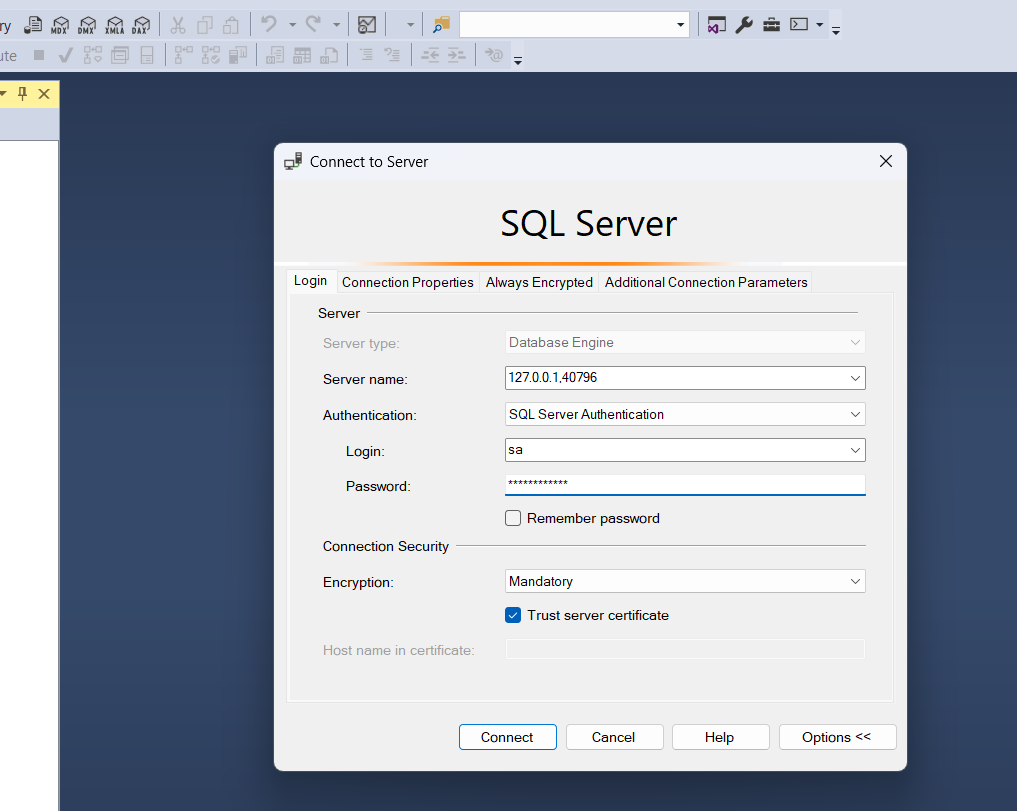 ry MDX DMX XMLA DAX
ute
Connect to Server
SQL Server
Login Connection Properties Always Encrypted Additional Connection Parameters
Server
Server type: Database Engine
Server name: 127.0.0.1,40796
Authentication: SQL Server Authentication
Login: sa
Password: ************
Remember password
Connection Security
Encryption: Mandatory
Trust server certificate
Host name in certificate:
Connect Cancel Help Options <<